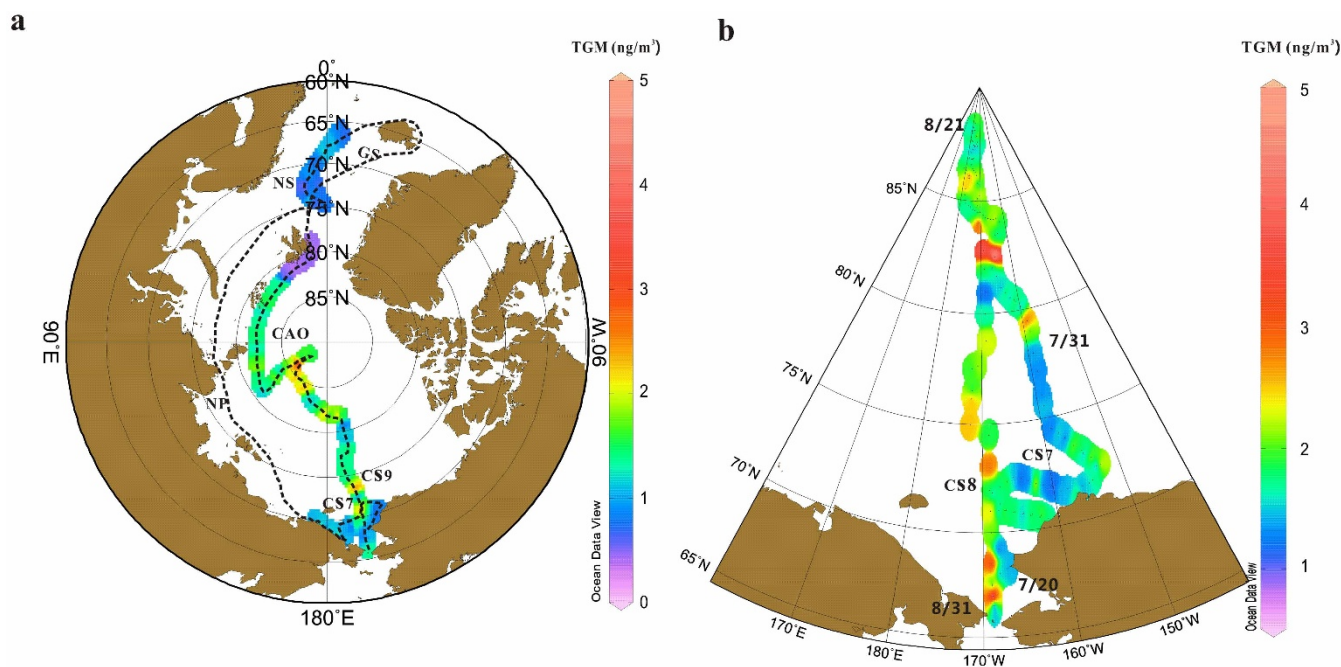 a
TGM (ng/m³)
0°
60°N
65°N
70°N
75°N
80°N
85°N
GS
NS
CAO
NP
CS9
CS7
90°E
90°W
180°E
5
4
3
2
1
0
Ocean Data View
b
TGM (ng/m³)
8/21
85°N
80°N
7/31
75°N
CS7
CS8
70°N
7/20
65°N
8/31
170°E
180°E
170°W
160°W
150°W
5
4
3
2
1
Ocean Data View